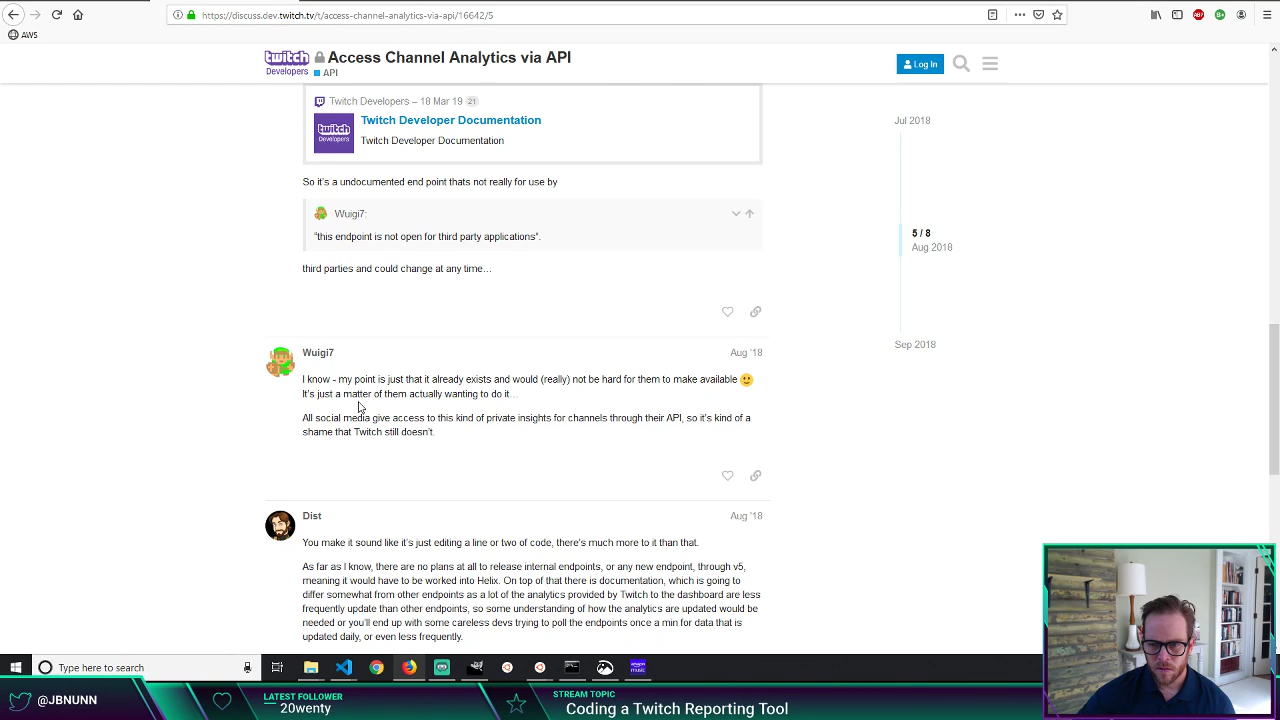 https://discuss.dev.twitch.tv/t/access-channel-analytics-via-api/16642/5
AWS
twitch
Developers
Access Channel Analytics via API
API
Log In
Twitch Developers – 18 Mar 19 21
twitch
Developers
Twitch Developer Documentation
Twitch Developer Documentation
So it's a undocumented end point thats not really for use by
Wuigi7:
“this endpoint is not open for third party applications”.
third parties and could change at any time…
Jul 2018
5 / 8
Aug 2018
Sep 2018
Wuigi7
Aug '18
I know - my point is just that it already exists and would (really) not be hard for them to make available
It's just a matter of them actually wanting to do it…
All social media give access to this kind of private insights for channels through their API, so it's kind of a
shame that Twitch still doesn't.
Dist
Aug '18
You make it sound like it's just editing a line or two of code, there's much more to it than that.
As far as I know, there are no plans at all to release internal endpoints, or any new endpoint, through v5,
meaning it would have to be worked into Helix. On top of that there is documentation, which is going to
differ somewhat from other endpoints as a lot of the analytics provided by Twitch to the dashboard are less
frequently update than other endpoints, so some understanding of how the analytics are updated would be
needed or you'll end up with some careless devs trying to poll the endpoints once a min for data that is
updated daily, or even less frequently.
Type here to search
amazon
music
@JBNUNN
LATEST FOLLOWER
20wenty
STREAM TOPIC
Coding a Twitch Reporting Tool